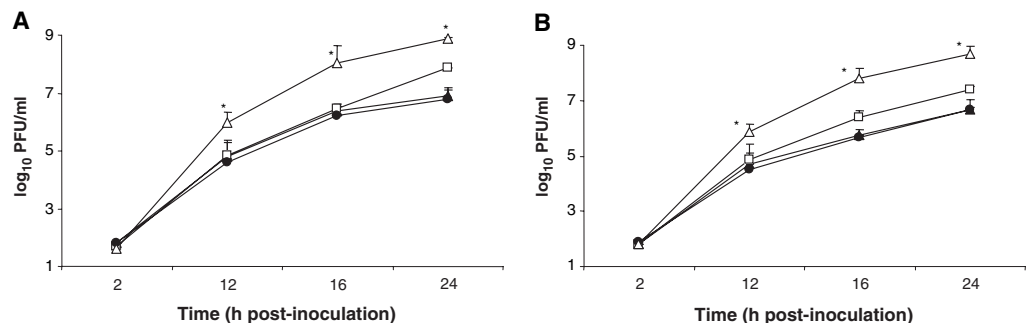 A
9
7
5
3
1
log10 PFU/ml
* * *
2 12 16 24
Time (h post-inoculation)
B
9
7
5
3
1
log10 PFU/ml
* * *
2 12 16 24
Time (h post-inoculation)